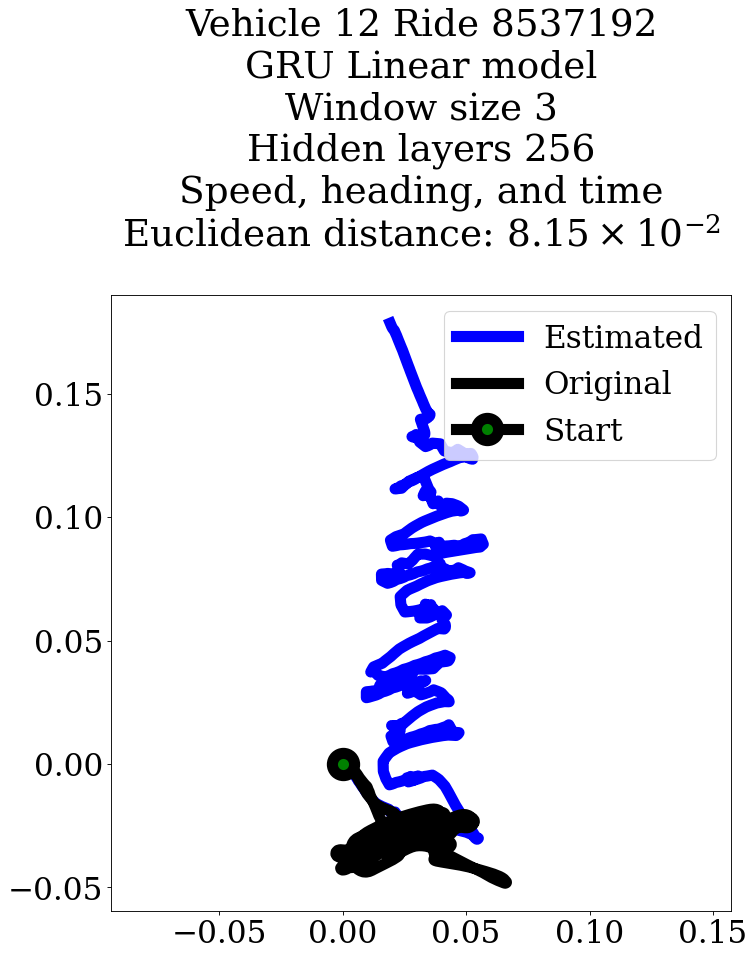 Vehicle 12 Ride 8537192
GRU Linear model
Window size 3
Hidden layers 256
Speed, heading, and time
Euclidean distance: 8.15 × 10⁻²
Estimated
Original
Start
0.15
0.10
0.05
0.00
−0.05
−0.05 0.00 0.05 0.10 0.15